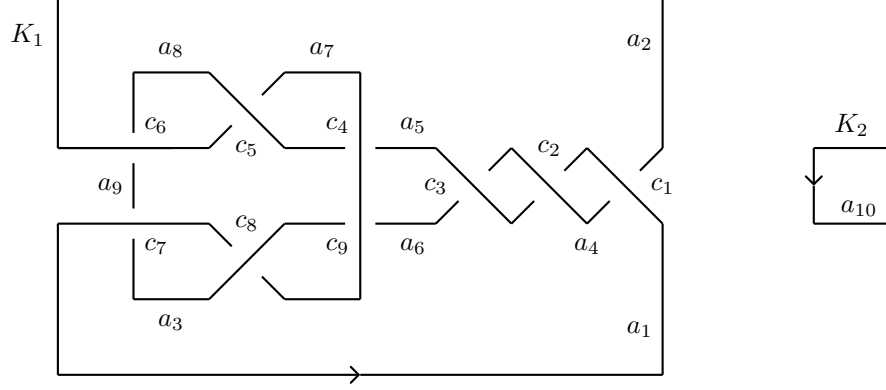 K₁ a₈ a₇ a₂
c₆ c₄ a₅ c₂ K₂
c₅
a₉ c₃ c₁
c₈ a₁₀
c₇ c₉ a₆ a₄
a₃ a₁